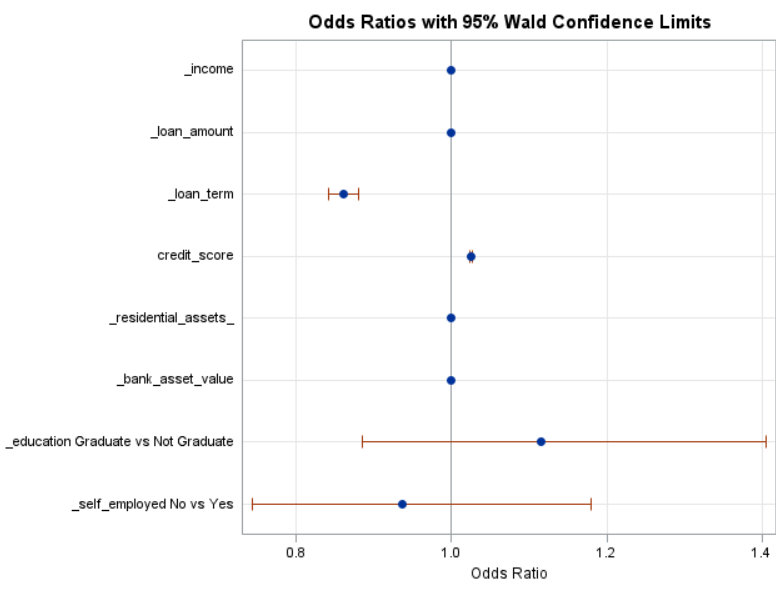 Odds Ratios with 95% Wald Confidence Limits
_income
_loan_amount
_loan_term
credit_score
_residential_assets_
_bank_asset_value
_education Graduate vs Not Graduate
_self_employed No vs Yes
0.8 1.0 1.2 1.4
Odds Ratio